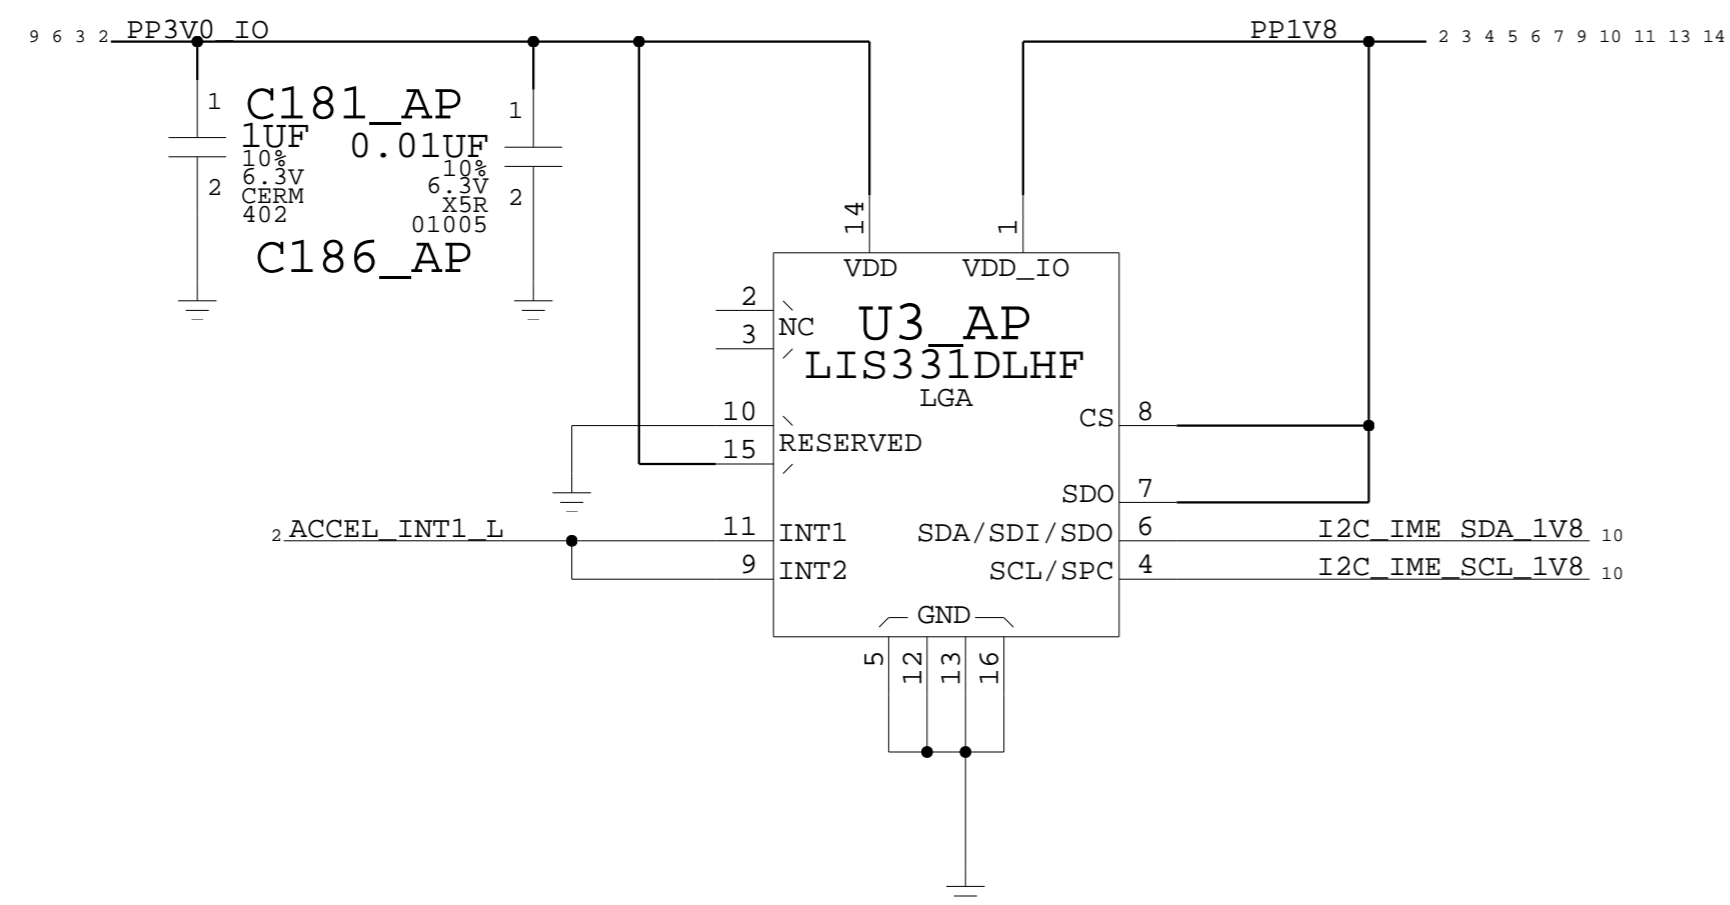 9 6 3 2 PP3V0_IO
PP1V8 2 3 4 5 6 7 9 10 11 13 14
1 C181_AP
1UF
10%
6.3V
CERM
402
2
1
0.01UF
10%
6.3V
X5R
01005
2
C186_AP
14
1
VDD
VDD_IO
2
NC
3
U3_AP
LIS331DLHF
LGA
10
RESERVED
15
CS 8
SDO 7
2 ACCEL_INT1_L 11 INT1
SDA/SDI/SDO 6 I2C_IME_SDA_1V8 10
9 INT2
SCL/SPC 4 I2C_IME_SCL_1V8 10
GND
5
12
13
16